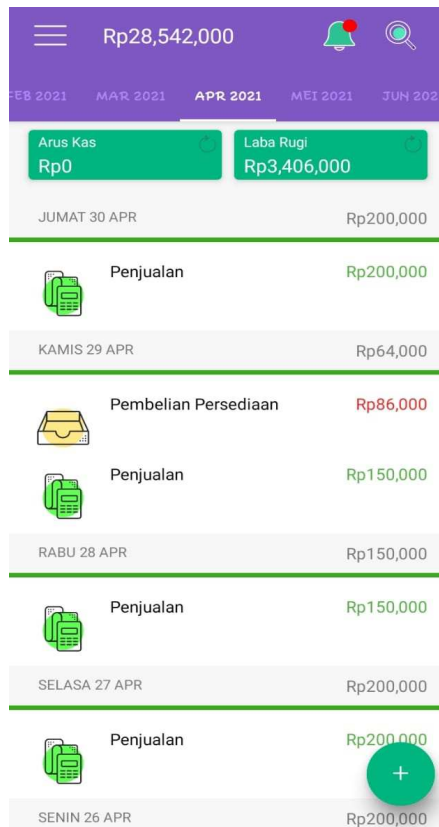 Rp28,542,000
FEB 2021 MAR 2021 APR 2021 MEI 2021 JUN 202
Arus Kas
Rp0
Laba Rugi
Rp3,406,000
JUMAT 30 APR Rp200,000
Penjualan Rp200,000
KAMIS 29 APR Rp64,000
Pembelian Persediaan Rp86,000
Penjualan Rp150,000
RABU 28 APR Rp150,000
Penjualan Rp150,000
SELASA 27 APR Rp200,000
Penjualan Rp200,000
SENIN 26 APR Rp200,000